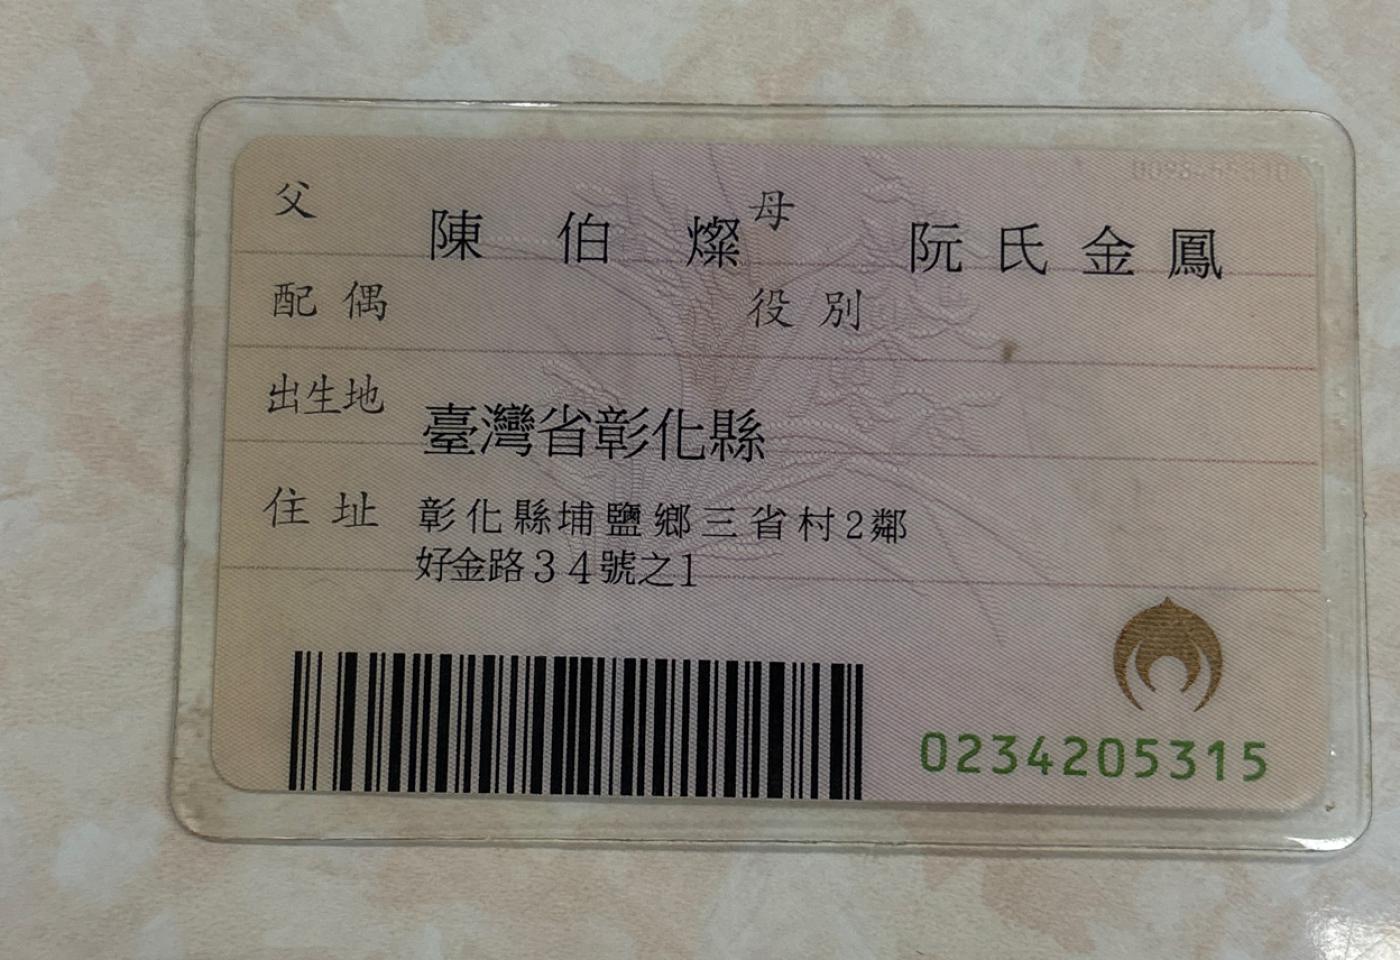 父 陳伯燦 母 阮氏金鳳
配偶 役別
出生地 臺灣省彰化縣
住址 彰化縣埔鹽鄉三省村2鄰
好金路34號之1
0234205315